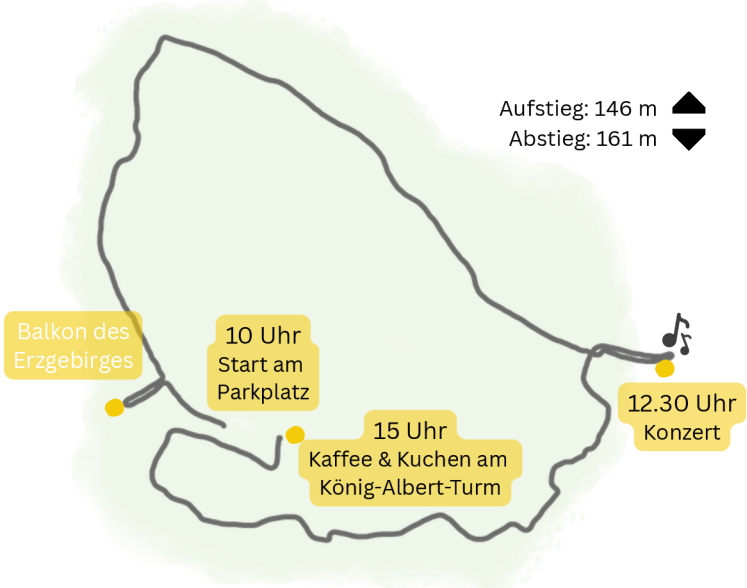 Aufstieg: 146 m
Abstieg: 161 m
Balkon des
Erzgebirges
10 Uhr
Start am
Parkplatz
12.30 Uhr
Konzert
15 Uhr
Kaffee & Kuchen am
König-Albert-Turm